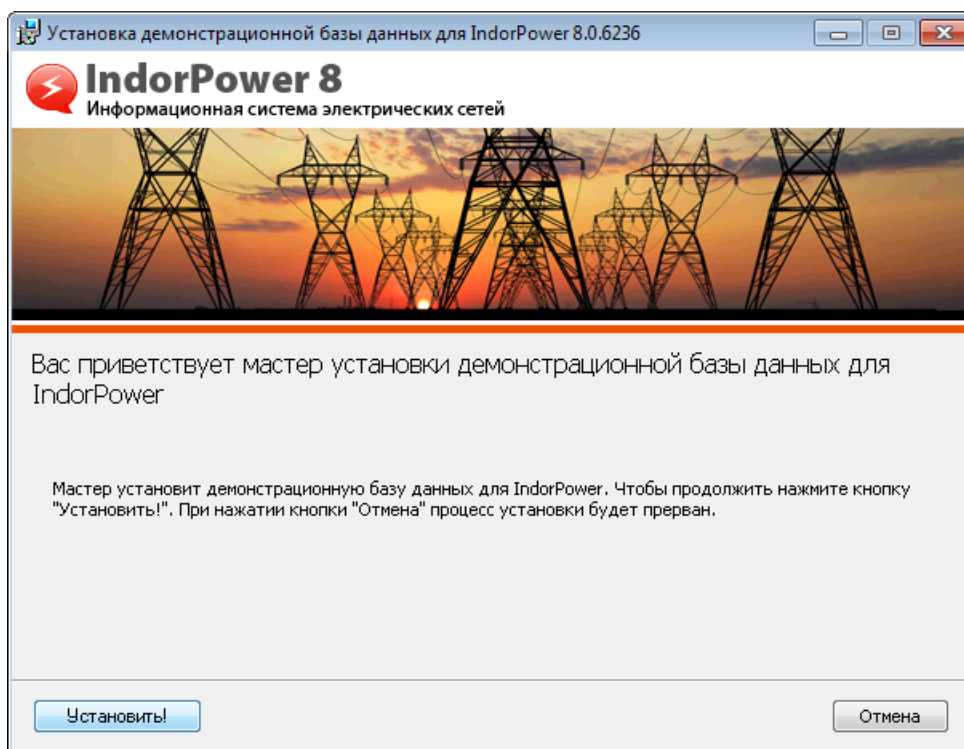 Установка демонстрационной базы данных для IndorPower 8.0.6236
IndorPower 8
Информационная система электрических сетей
Вас приветствует мастер установки демонстрационной базы данных для
IndorPower
Мастер установит демонстрационную базу данных для IndorPower. Чтобы продолжить нажмите кнопку
"Установить!". При нажатии кнопки "Отмена" процесс установки будет прерван.
Установить!
Отмена